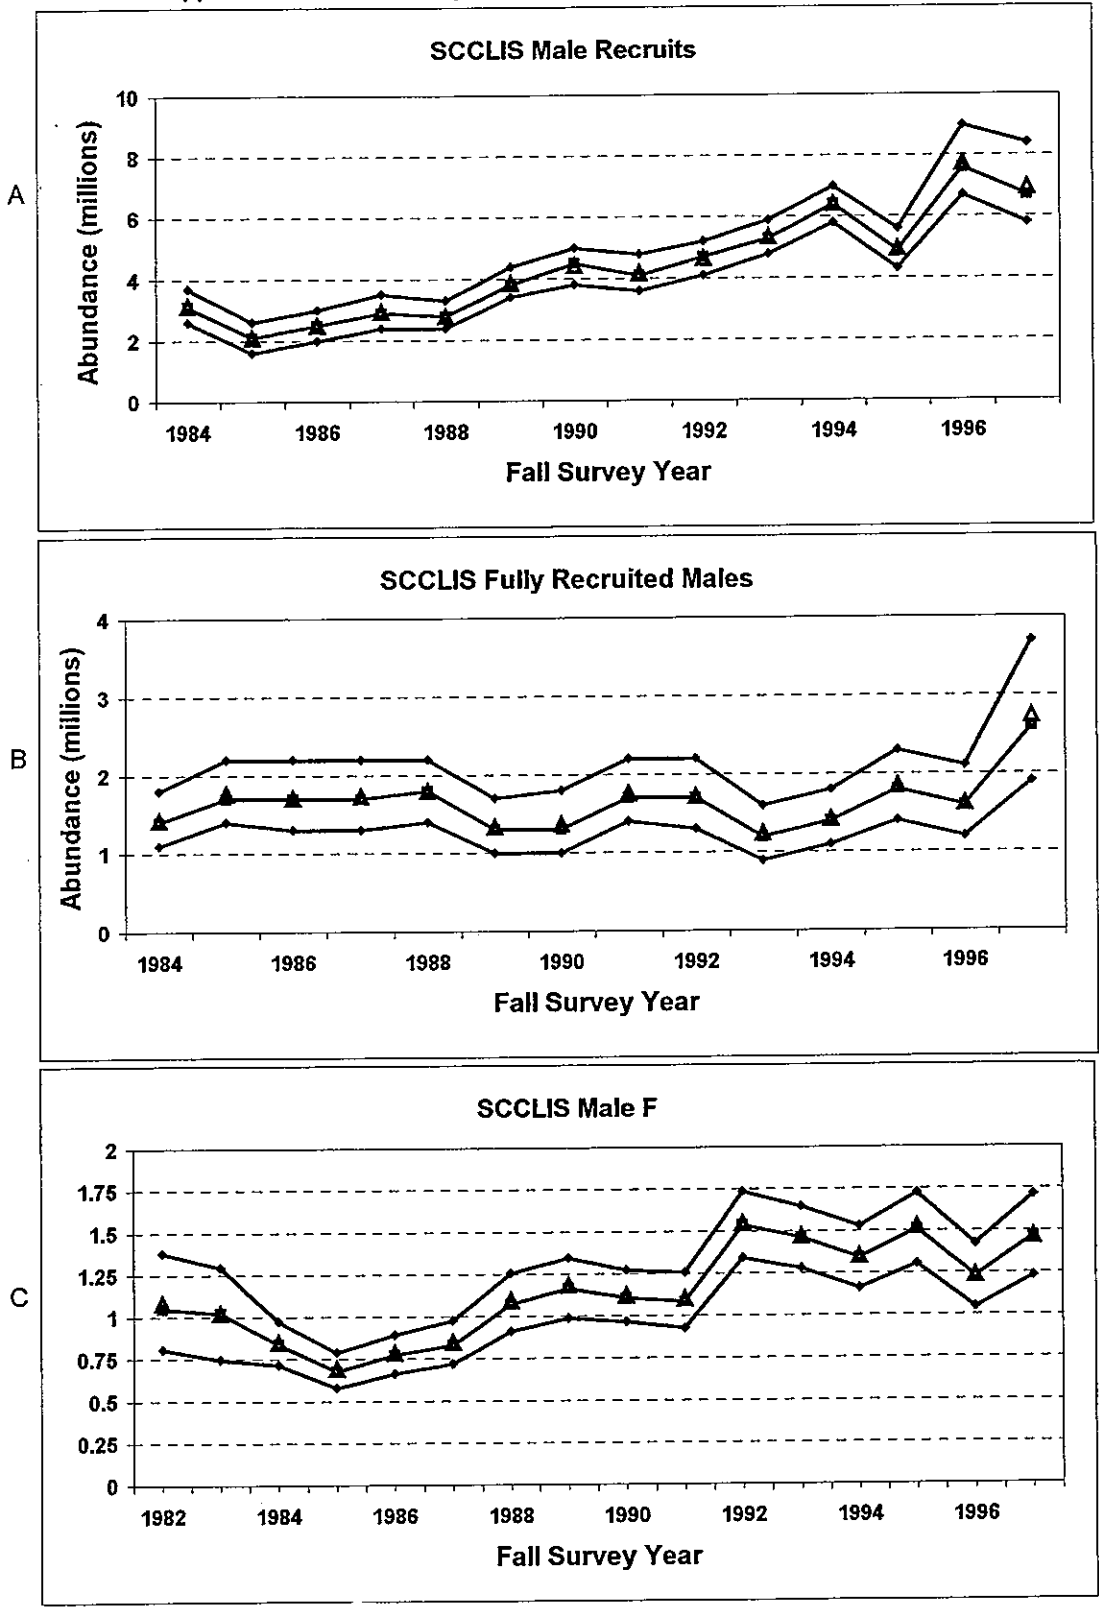 SCCLIS Male Recruits
10
8
6
4
2
0
Abundance (millions)
A
1984 1986 1988 1990 1992 1994 1996
Fall Survey Year
SCCLIS Fully Recruited Males
4
3
2
1
0
Abundance (millions)
B
1984 1986 1988 1990 1992 1994 1996
Fall Survey Year
SCCLIS Male F
2
1.75
1.5
1.25
1
0.75
0.5
0.25
0
C
1982 1984 1986 1988 1990 1992 1994 1996
Fall Survey Year